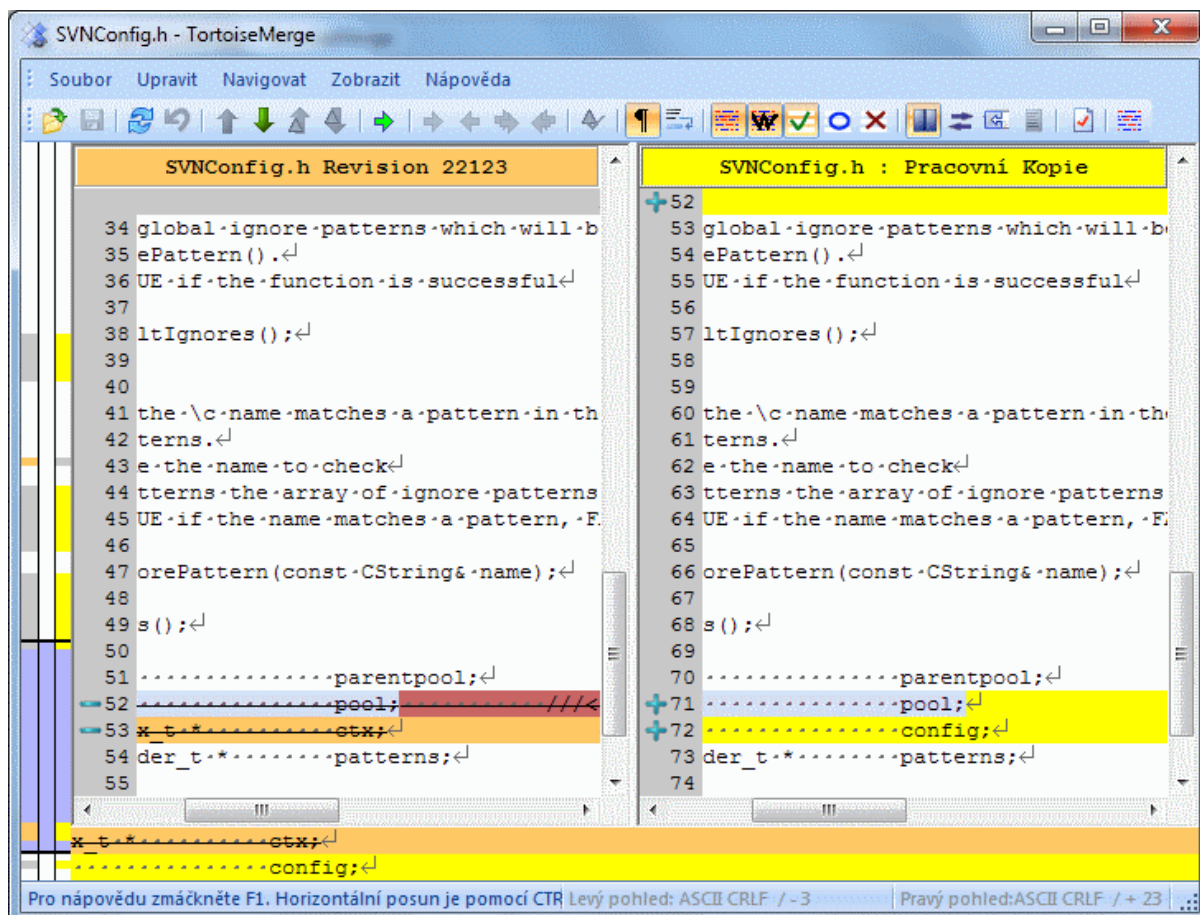 SVNConfig.h - TortoiseMerge
Soubor Upravit Navigovat Zobrazit Nápověda
SVNConfig.h Revision 22123
34 global·ignore·patterns·which·will·b
35 ePattern().↵
36 UE·if·the·function·is·successful↵
37
38 ltIgnores();↵
39
40
41 the·\c·name·matches·a·pattern·in·th
42 terns.↵
43 e·the·name·to·check↵
44 tterns·the·array·of·ignore·patterns
45 UE·if·the·name·matches·a·pattern,·F
46
47 orePattern(const·CString&·name);↵
48
49 s();↵
50
51 ···············parentpool;↵
52 ···············pool;···········///<
53 x_t·*··········ctx;↵
54 der_t·*········patterns;↵
55
SVNConfig.h : Pracovní Kopie
52
53 global·ignore·patterns·which·will·b
54 ePattern().↵
55 UE·if·the·function·is·successful↵
56
57 ltIgnores();↵
58
59
60 the·\c·name·matches·a·pattern·in·th
61 terns.↵
62 e·the·name·to·check↵
63 tterns·the·array·of·ignore·patterns
64 UE·if·the·name·matches·a·pattern,·F
65
66 orePattern(const·CString&·name);↵
67
68 s();↵
69
70 ···············parentpool;↵
71 ···············pool;↵
72 ···············config;↵
73 der_t·*········patterns;↵
74
x_t·*··········ctx;↵
···············config;↵
Pro nápovědu zmáčkněte F1. Horizontální posun je pomocí CTR Levý pohled: ASCII CRLF / - 3 Pravý pohled:ASCII CRLF / + 23